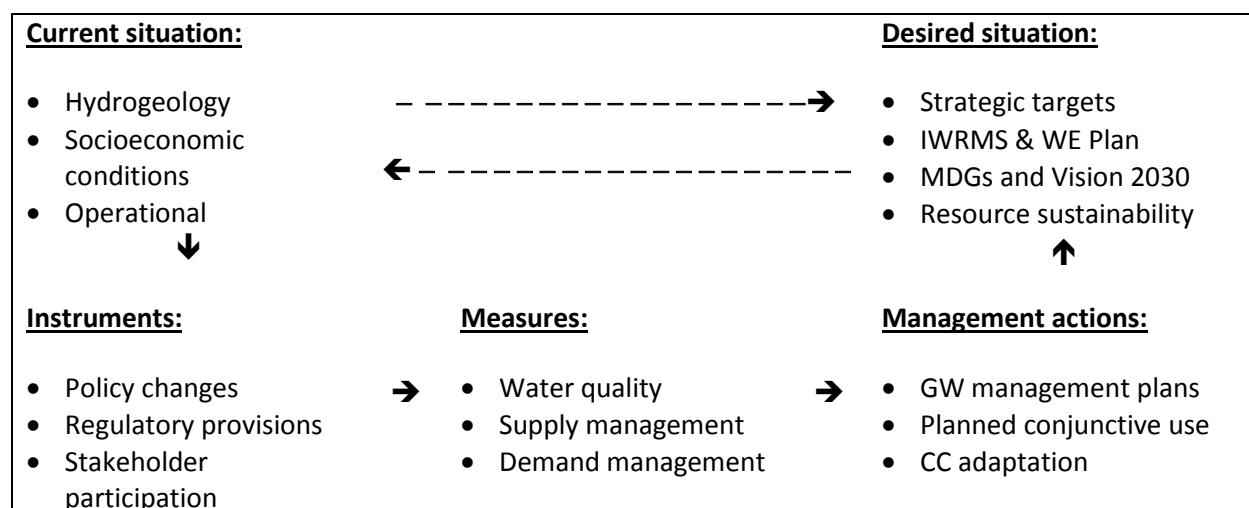 Current situation:
• Hydrogeology
• Socioeconomic
conditions
• Operational
Desired situation:
• Strategic targets
• IWRMS & WE Plan
• MDGs and Vision 2030
• Resource sustainability
Instruments:
• Policy changes
• Regulatory provisions
• Stakeholder
participation
Measures:
• Water quality
• Supply management
• Demand management
Management actions:
• GW management plans
• Planned conjunctive use
• CC adaptation